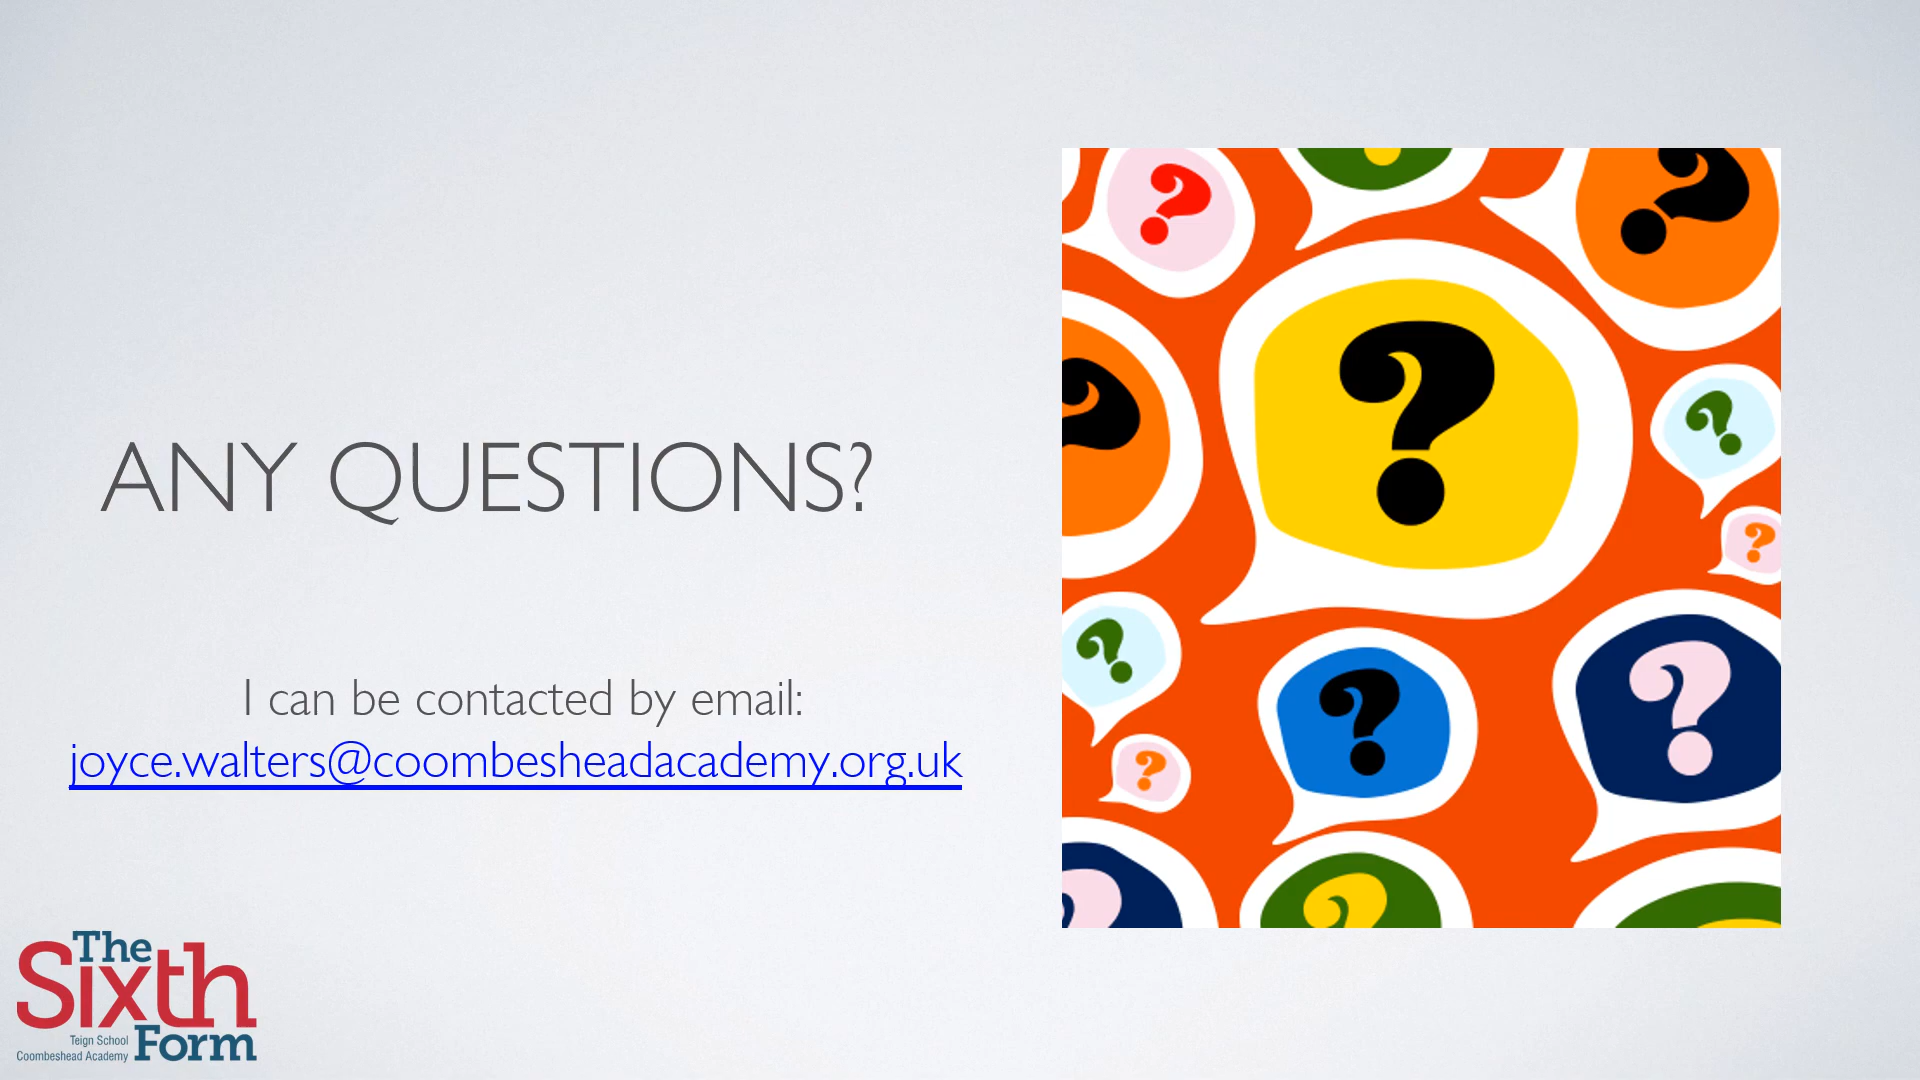 ANY QUESTIONS?
I can be contacted by email:
joyce.walters@coombesheadacademy.org.uk
The
Sixth
Form
Teign School
Coombeshead Academy
?
?
?
?
?
?
?
?
?
?
?